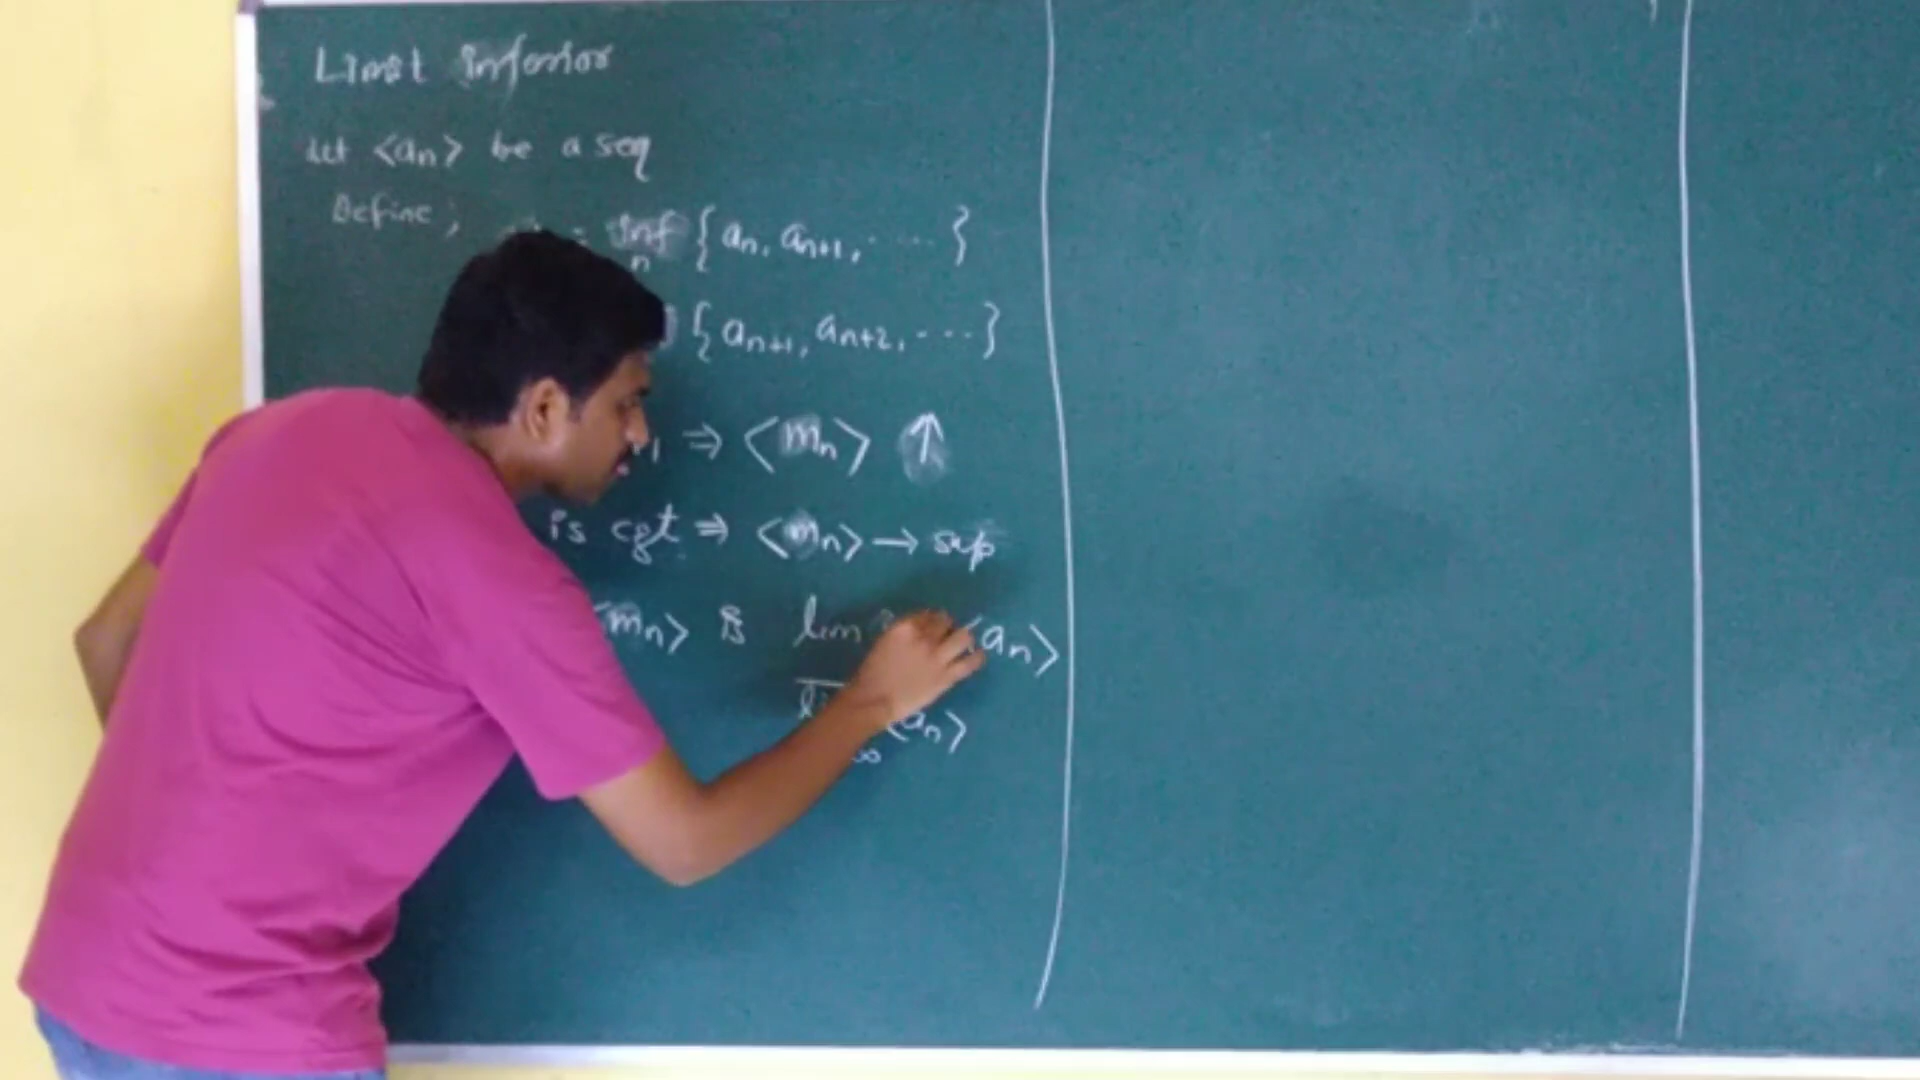 Limit inferior
Let <an> be a seq
Define; = inf n { an, an+1, ..... }
{ an+1, an+2, ..... }
⇒ <mn> ↑
is cgt ⇒ <mn> → sup
<mn> is lim <an>
<an>
∞